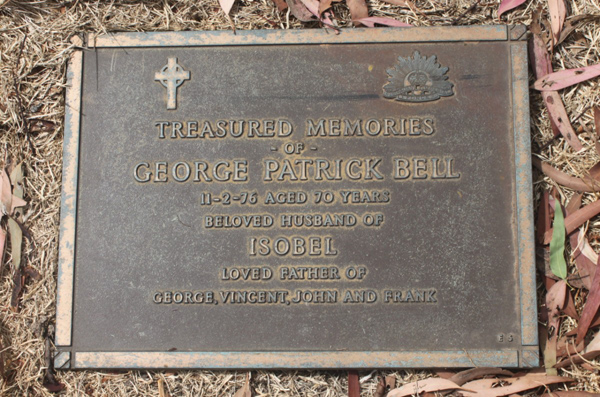 TREASURED MEMORIES
- OF -
GEORGE PATRICK BELL
11-2-76 AGED 70 YEARS
BELOVED HUSBAND OF
ISOBEL
LOVED FATHER OF
GEORGE, VINCENT, JOHN AND FRANK